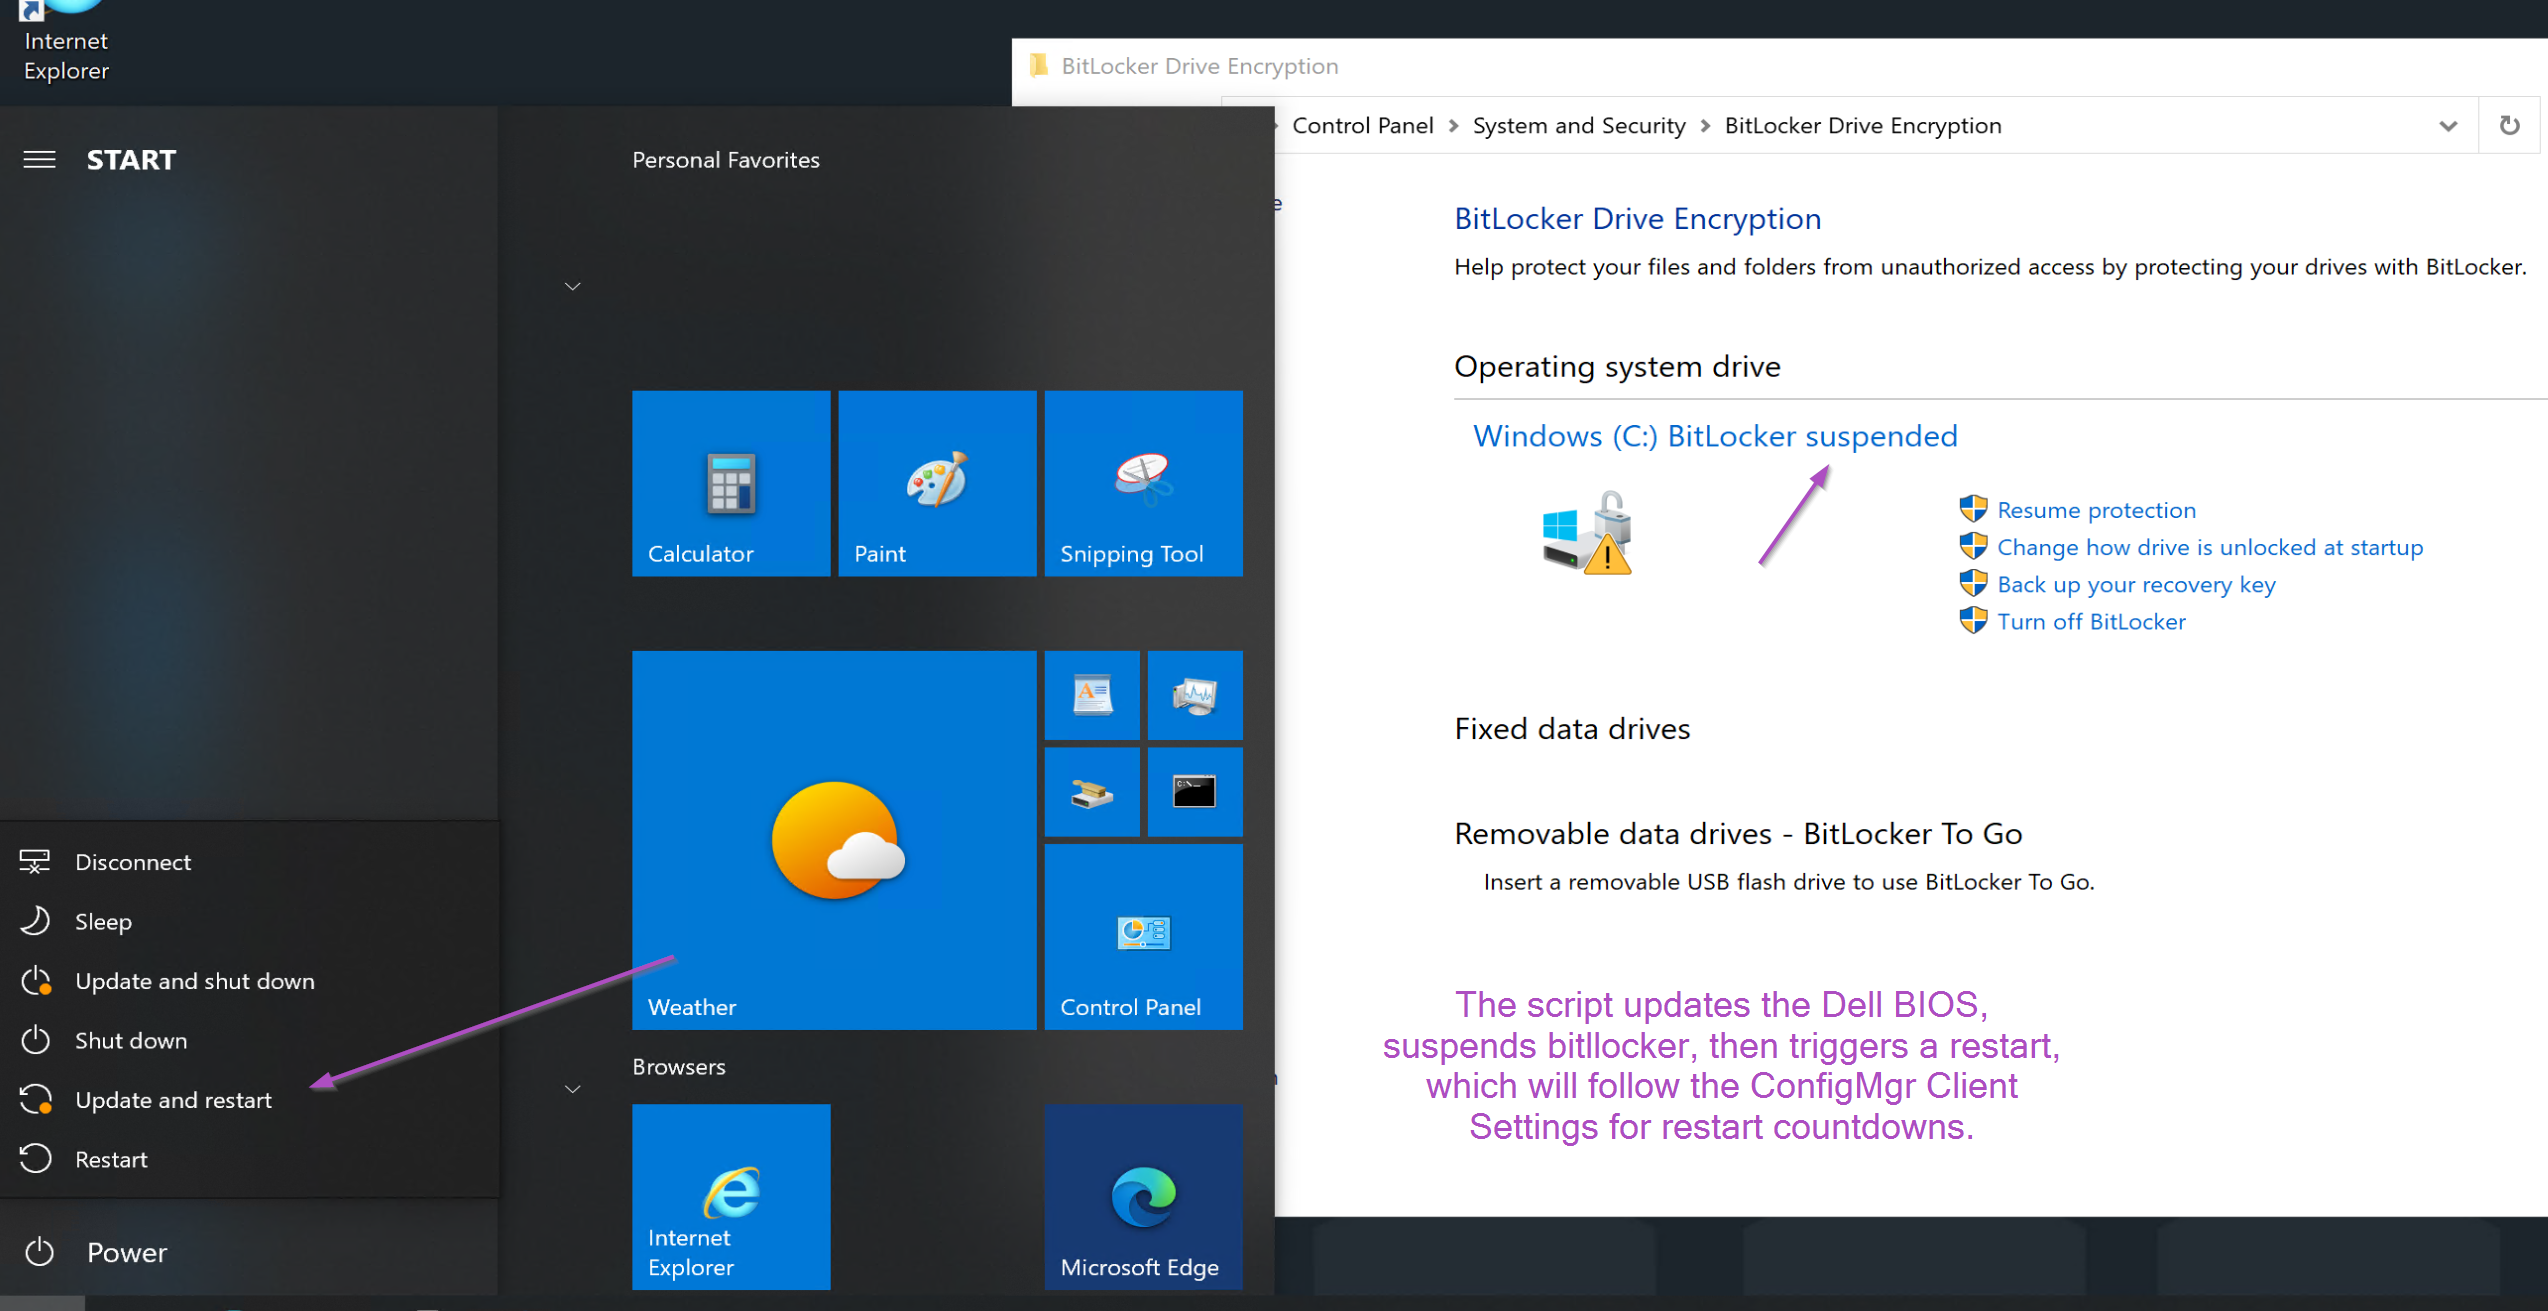 Internet
Explorer
START
Personal Favorites
Calculator
Paint
Snipping Tool
Weather
Control Panel
Browsers
Internet
Explorer
Microsoft Edge
Disconnect
Sleep
Update and shut down
Shut down
Update and restart
Restart
Power
BitLocker Drive Encryption
Control Panel > System and Security > BitLocker Drive Encryption
BitLocker Drive Encryption
Help protect your files and folders from unauthorized access by protecting your drives with BitLocker.
Operating system drive
Windows (C:) BitLocker suspended
Resume protection
Change how drive is unlocked at startup
Back up your recovery key
Turn off BitLocker
Fixed data drives
Removable data drives - BitLocker To Go
Insert a removable USB flash drive to use BitLocker To Go.
The script updates the Dell BIOS,
suspends bitllocker, then triggers a restart,
which will follow the ConfigMgr Client
Settings for restart countdowns.